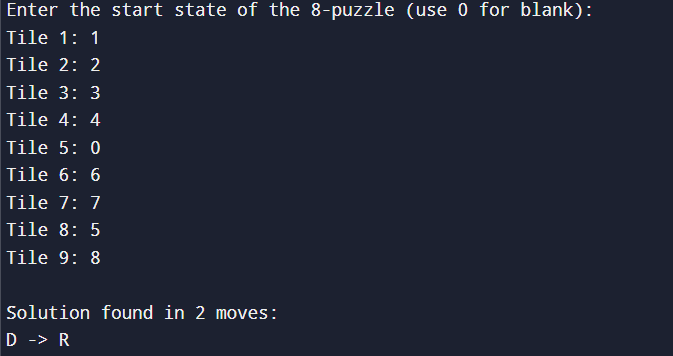 Enter the start state of the 8-puzzle (use 0 for blank):
Tile 1: 1
Tile 2: 2
Tile 3: 3
Tile 4: 4
Tile 5: 0
Tile 6: 6
Tile 7: 7
Tile 8: 5
Tile 9: 8
Solution found in 2 moves:
D -> R